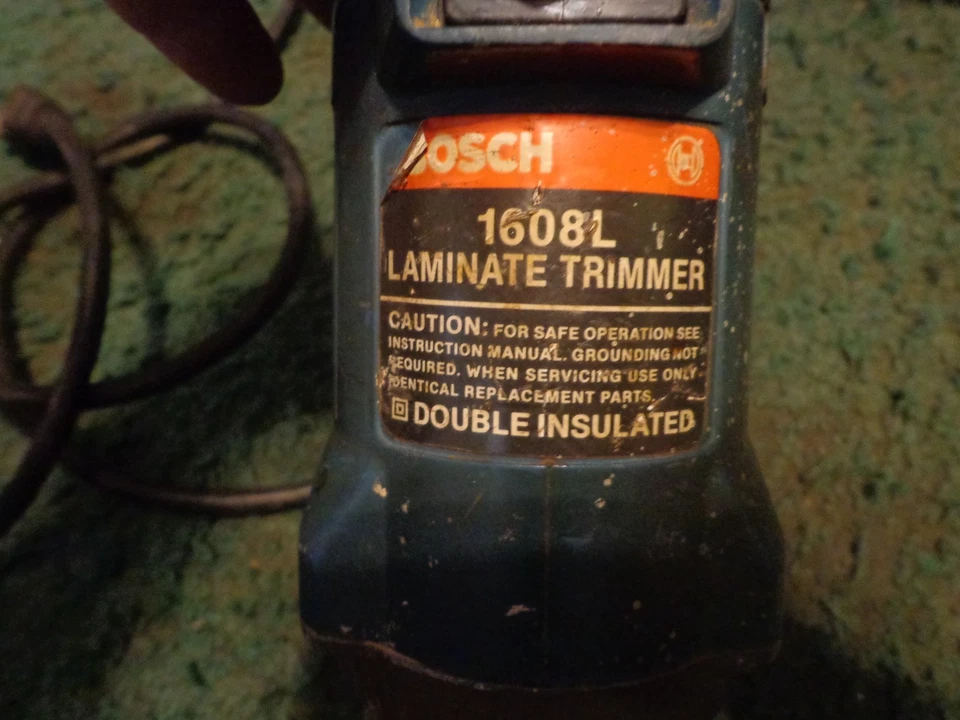 BOSCH
1608L
LAMINATE TRIMMER
CAUTION: FOR SAFE OPERATION SEE
INSTRUCTION MANUAL. GROUNDING NOT
REQUIRED. WHEN SERVICING USE ONLY
IDENTICAL REPLACEMENT PARTS.
DOUBLE INSULATED